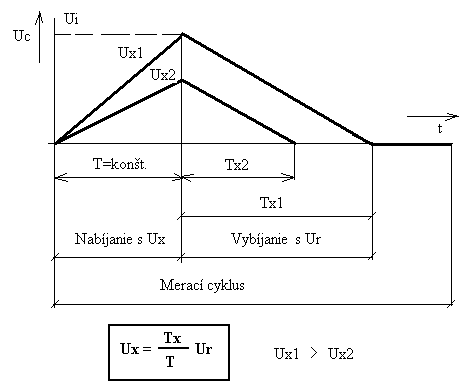 Ui
Uc
Ux1
Ux2
t
T=konšt.
Tx2
Tx1
Nabíjanie s Ux
Vybíjanie s Ur
Merací cyklus
Ux = Tx/T Ur
Ux1 > Ux2